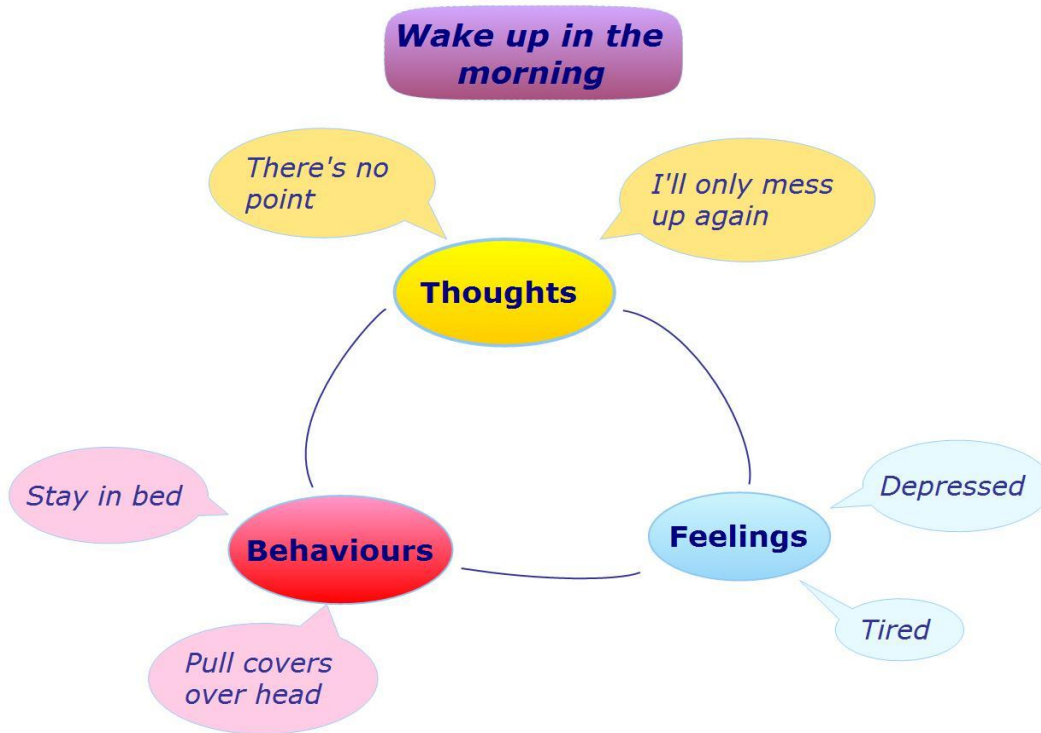 Wake up in the
morning
There's no
point
I'll only mess
up again
Thoughts
Stay in bed
Behaviours
Feelings
Depressed
Tired
Pull covers
over head